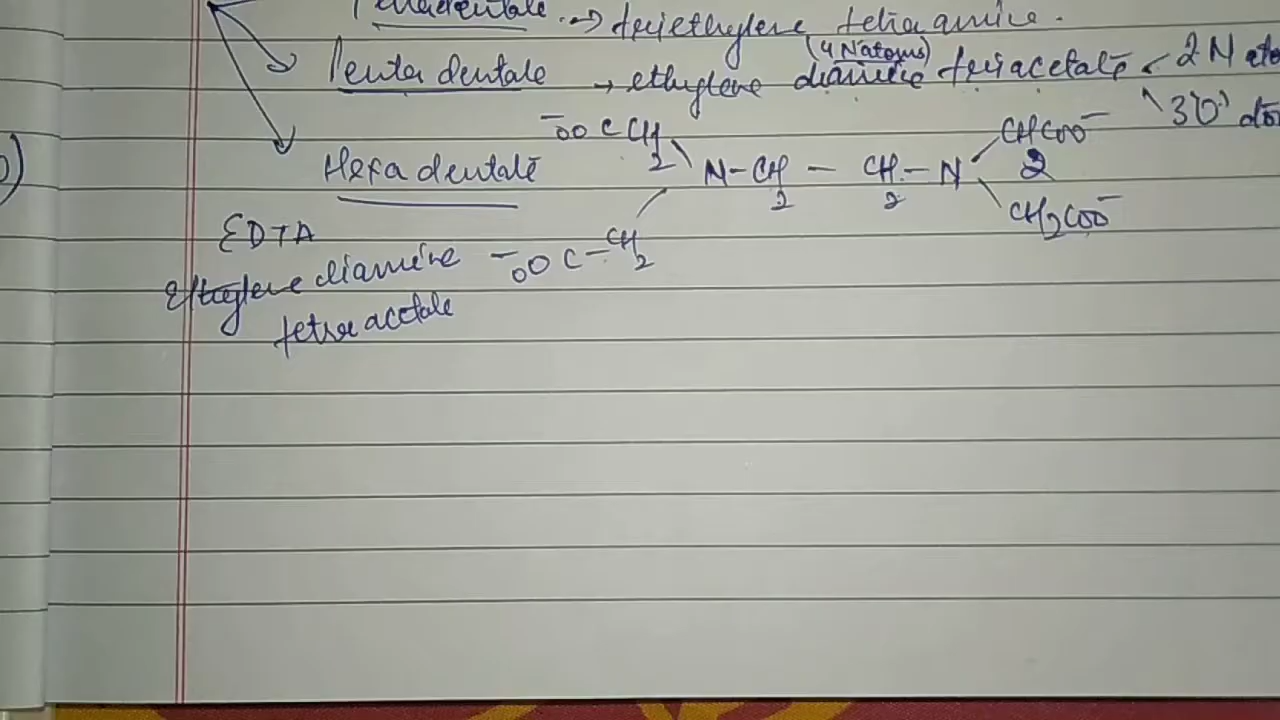 Tetradentate → triethylene tetraamine.
(4 N atoms)
Penta dentate → ethylene diamine triacetate 2 N
3 'O'
-OOC CH2 CH2COO-
Hexa dentate N-CH2 - CH2-N
CH2COO-
EDTA
-OOC-CH2
Ethylene diamine
tetra acetate